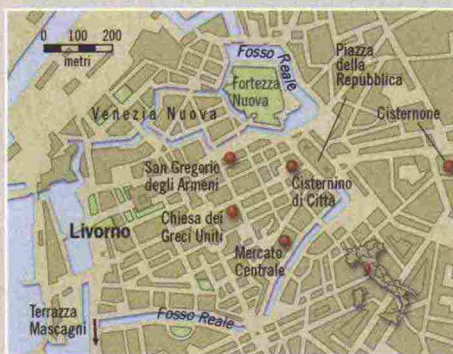 0 100 200
metri
Fosso Reale
Piazza
della
Repubblica
Fortezza
Nuova
Cisternone
Venezia Nuova
San Gregorio
degli Armeni
Cisternino
di Città
Chiesa dei
Greci Uniti
Livorno
Mercato
Centrale
Terrazza
Mascagni
Fosso Reale